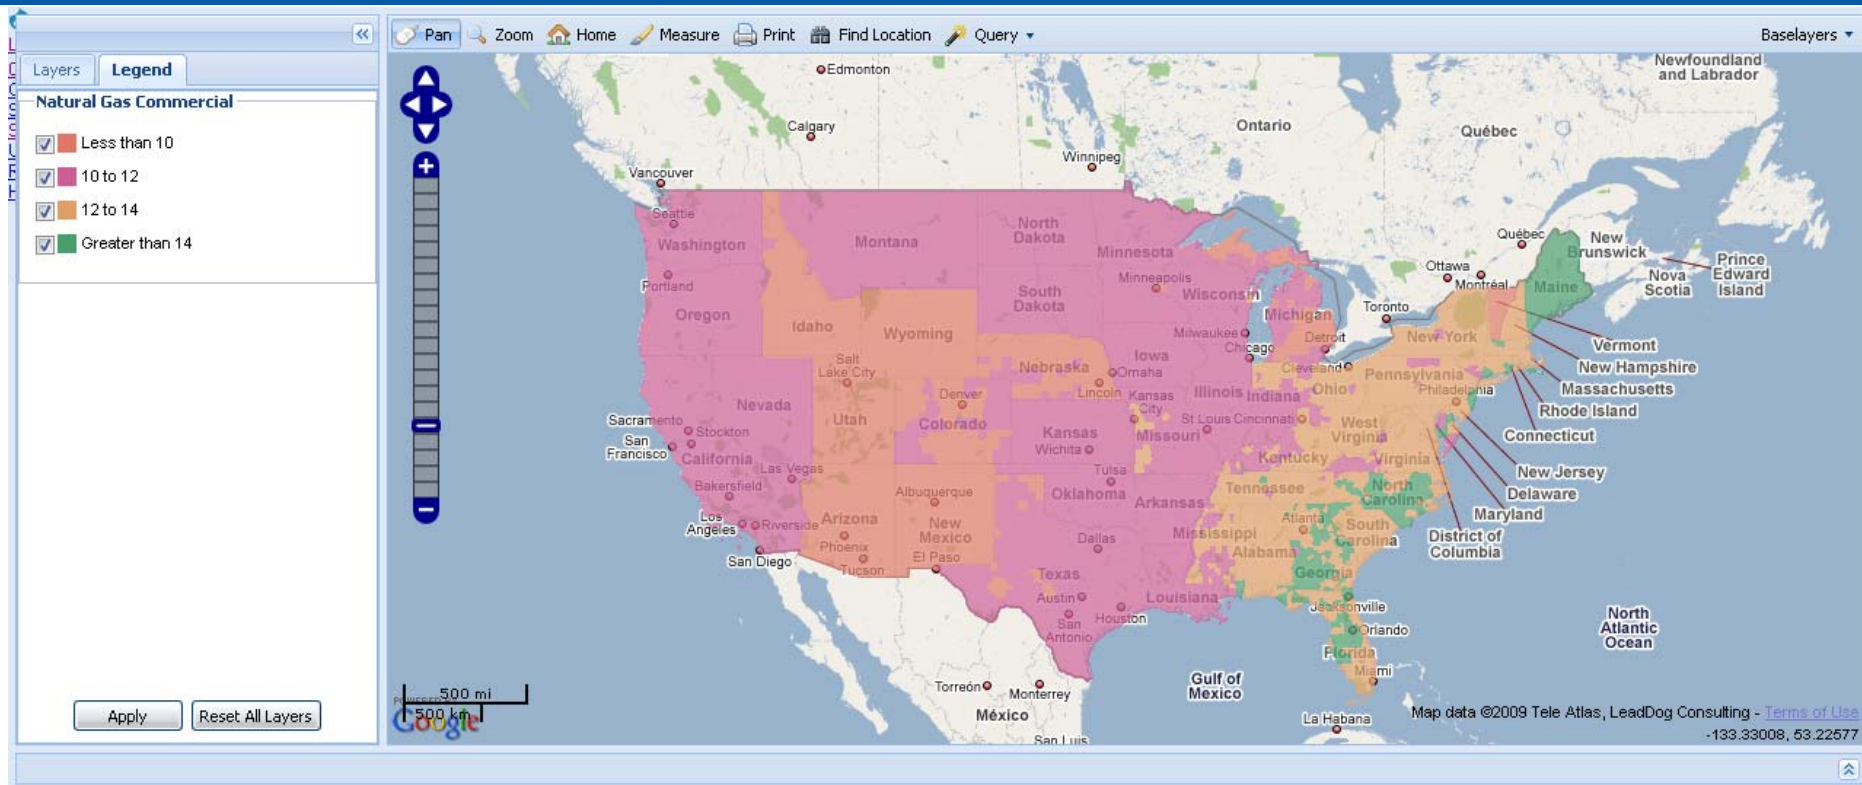 Pan
Zoom
Home
Measure
Print
Find Location
Query
Baselayers
Layers
Legend
Natural Gas Commercial
Less than 10
10 to 12
12 to 14
Greater than 14
Apply
Reset All Layers
Edmonton
Newfoundland
and Labrador
Calgary
Ontario
Québec
Winnipeg
Vancouver
Seattle
Washington
Montana
North
Dakota
Minnesota
Québec
New
Brunswick
Prince
Edward
Island
Ottawa
Montréal
Nova
Scotia
Maine
Portland
Minneapolis
Wisconsin
South
Dakota
Oregon
Idaho
Wyoming
Michigan
Toronto
Milwaukee
Chicago
Detroit
New York
Vermont
Salt
Lake City
Nebraska
Iowa
Omaha
Cleveland
Pennsylvania
New Hampshire
Massachusetts
Denver
Lincoln
Kansas
City
Illinois
Indiana
Ohio
Philadelphia
Rhode Island
Nevada
Utah
Colorado
Sacramento
Stockton
San
Francisco
California
Kansas
Wichita
Missouri
St Louis
Cincinnati
West
Virginia
Connecticut
Kentucky
Virginia
New Jersey
Las Vegas
Bakersfield
Tulsa
Oklahoma
Arkansas
Tennessee
North
Carolina
Delaware
Maryland
Albuquerque
Los
Angeles
Riverside
Arizona
New
Mexico
Atlanta
South
Carolina
District of
Columbia
Phoenix
El Paso
Dallas
Mississippi
Alabama
San Diego
Tucson
Texas
Georgia
Austin
Louisiana
Houston
San
Antonio
Jacksonville
Orlando
Florida
Miami
North
Atlantic
Ocean
Gulf of
Mexico
Torreón
Monterrey
México
San Luis
La Habana
500 mi
500 km
Google
Map data ©2009 Tele Atlas, LeadDog Consulting - Terms of Use
-133.33008, 53.22577